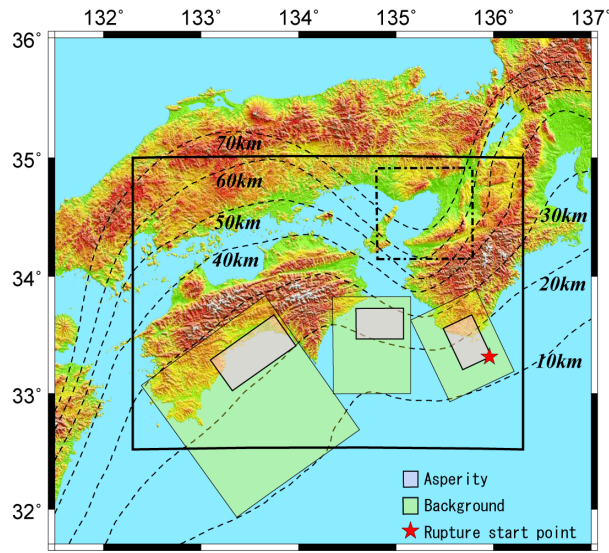 132° 133° 134° 135° 136° 137°
36°
35°
34°
33°
32°
70km
60km
50km
40km
30km
20km
10km
Asperity
Background
Rupture start point